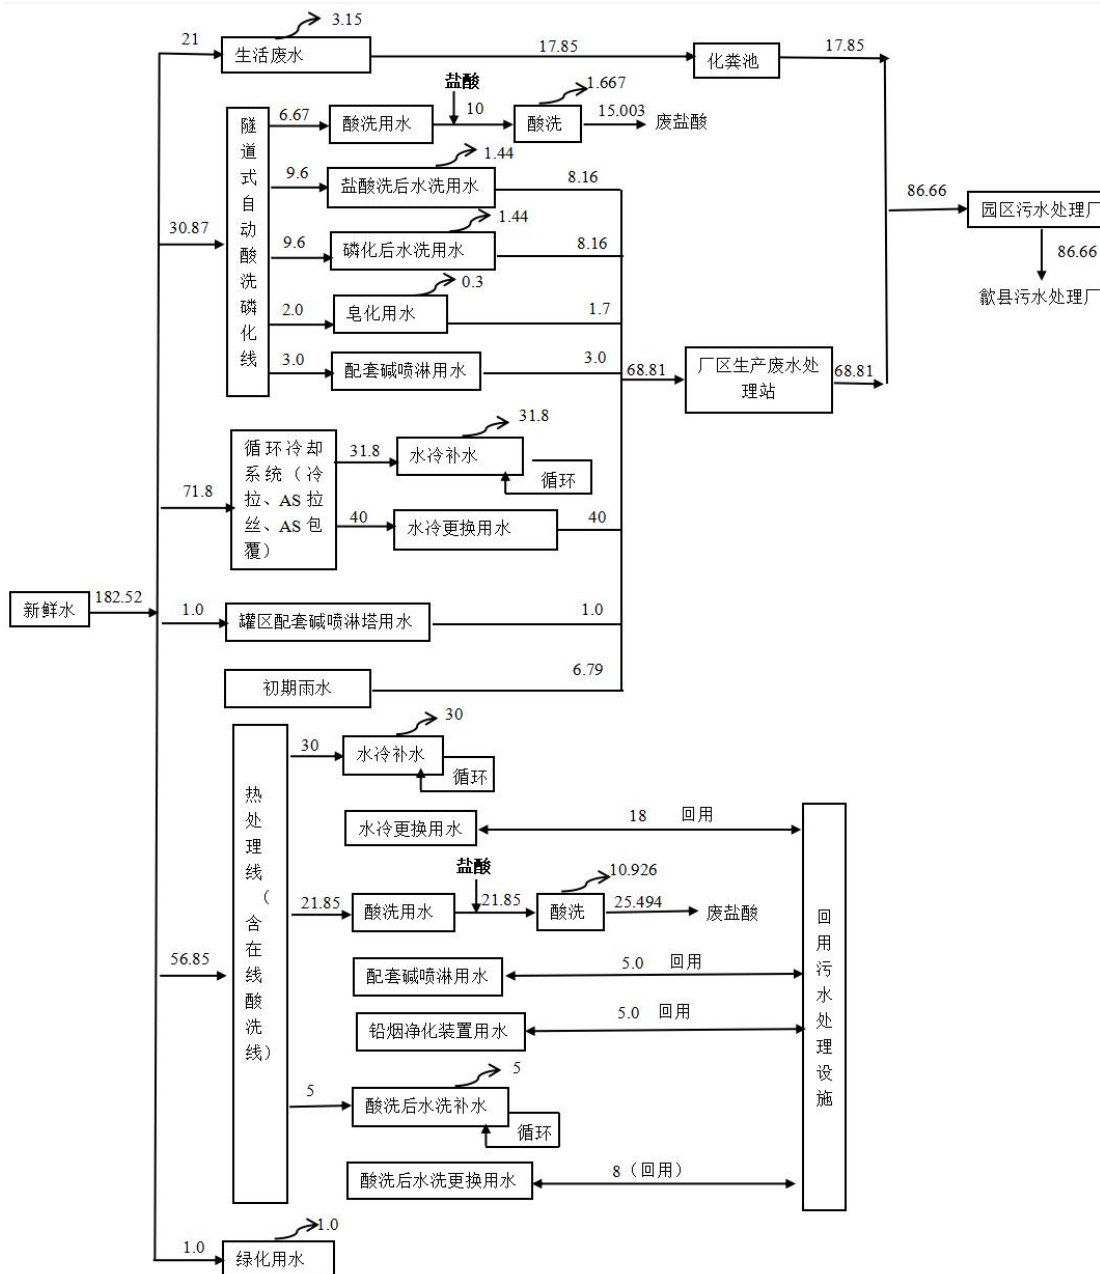 3.15
21
生活废水
17.85
化粪池
17.85
盐酸
1.667
6.67
酸洗用水
10
酸洗
15.003
废盐酸
隧道式自动酸洗磷化线
1.44
9.6
盐酸洗后水洗用水
8.16
86.66
园区污水处理厂
30.87
1.44
9.6
磷化后水洗用水
8.16
86.66
0.3
歙县污水处理厂
2.0
皂化用水
1.7
3.0
配套碱喷淋用水
3.0
68.81
厂区生产废水处
理站
68.81
31.8
循环冷却
系统（冷
拉、AS拉
丝、AS包
覆）
31.8
水冷补水
循环
71.8
40
水冷更换用水
40
新鲜水
182.52
1.0
罐区配套碱喷淋塔用水
1.0
初期雨水
6.79
30
30
水冷补水
循环
热处理线（含在线酸洗线）
水冷更换用水
18
回用
盐酸
10.926
21.85
酸洗用水
21.85
酸洗
25.494
废盐酸
回用污水处理设施
56.85
配套碱喷淋用水
5.0
回用
铅烟净化装置用水
5.0
回用
5
5
酸洗后水洗补水
循环
酸洗后水洗更换用水
8（回用）
1.0
1.0
绿化用水